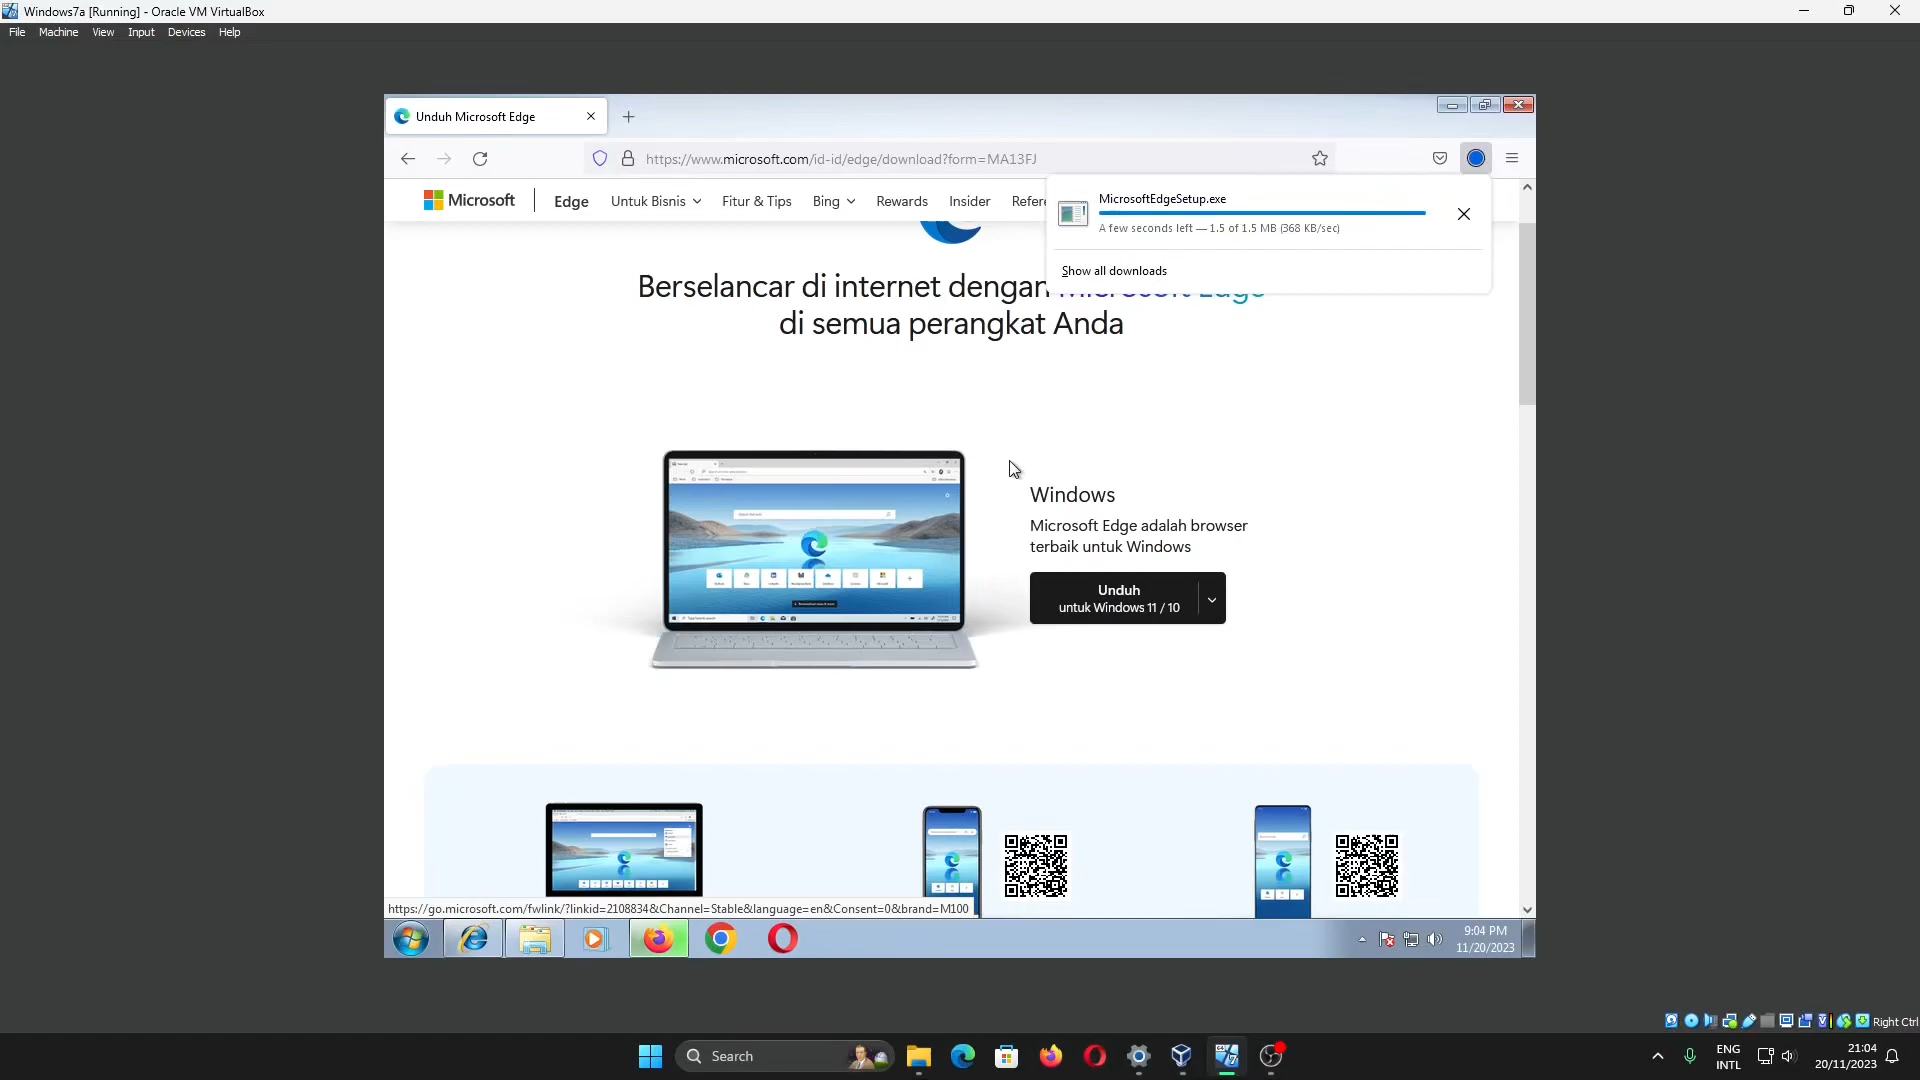 Windows7a [Running] - Oracle VM VirtualBox
File Machine View Input Devices Help
Unduh Microsoft Edge
https://www.microsoft.com/id-id/edge/download?form=MA13FJ
Microsoft Edge Untuk Bisnis Fitur & Tips Bing Rewards Insider Refere
MicrosoftEdgeSetup.exe
A few seconds left — 1.5 of 1.5 MB (368 KB/sec)
Show all downloads
Berselancar di internet dengan Microsoft Edge
di semua perangkat Anda
Windows
Microsoft Edge adalah browser
terbaik untuk Windows
Unduh
untuk Windows 11 / 10
https://go.microsoft.com/fwlink/?linkid=2108834&Channel=Stable&language=en&Consent=0&brand=M100
9:04 PM
11/20/2023
Right Ctrl
Search
ENG
INTL
21:04
20/11/2023